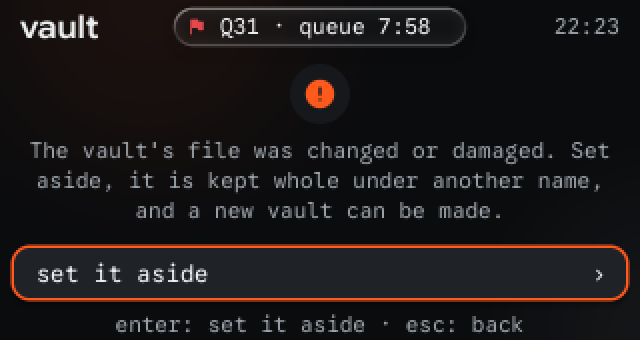 vault
Q31 · queue 7:58
22:23
The vault's file was changed or damaged. Set
aside, it is kept whole under another name,
and a new vault can be made.
set it aside ›
enter: set it aside · esc: back